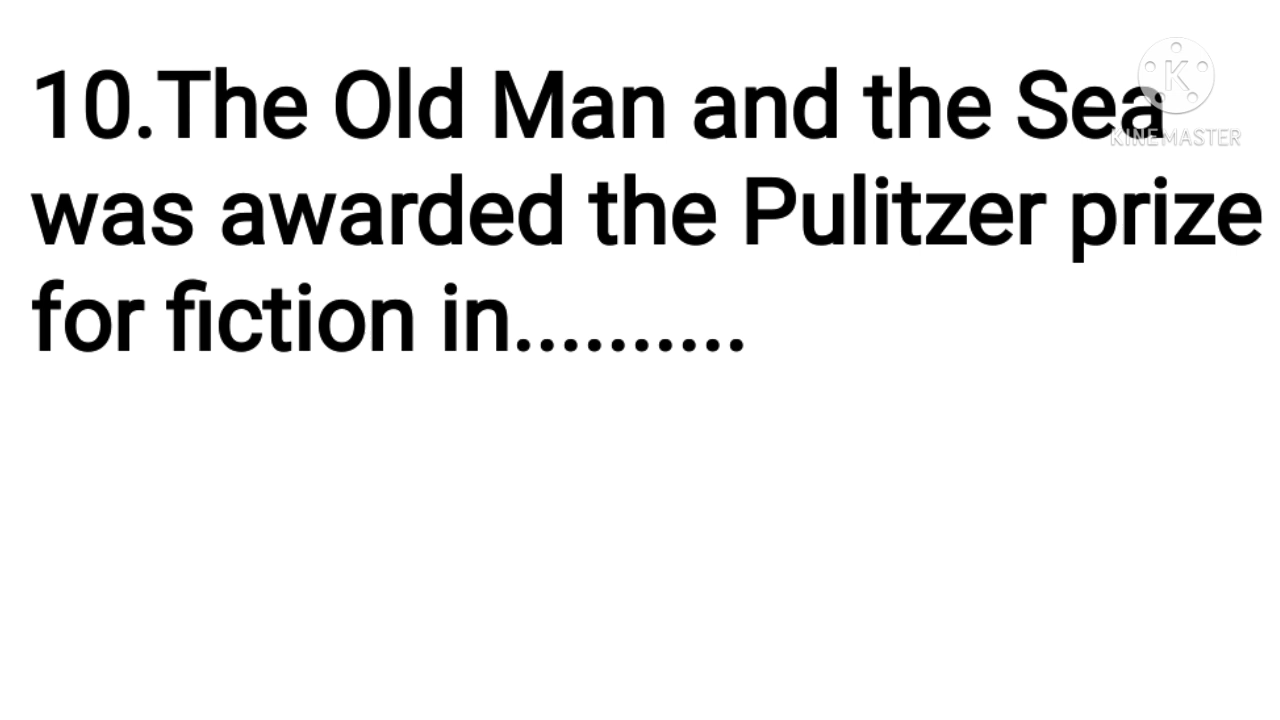 10.The Old Man and the Sea
KINEMASTER
was awarded the Pulitzer prize
for fiction in..........